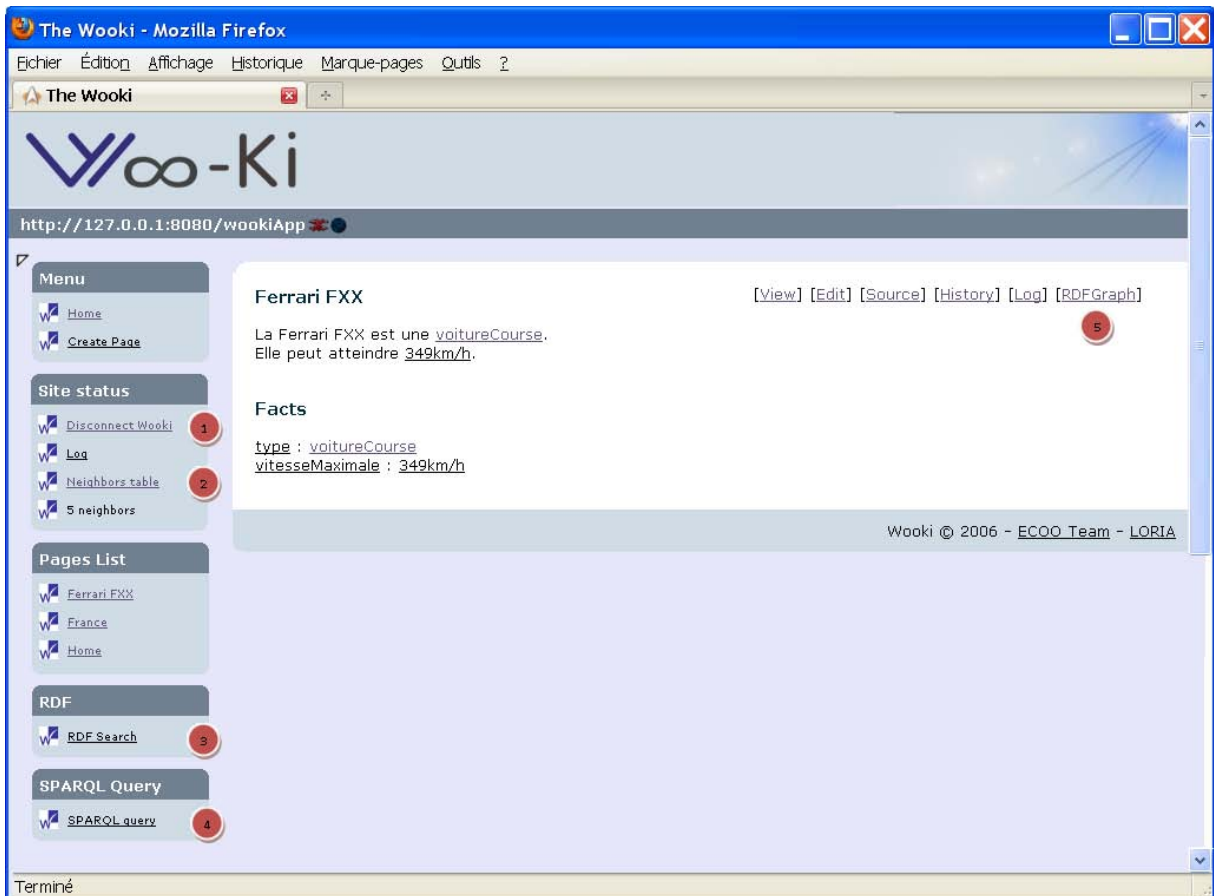 The Wooki - Mozilla Firefox
Fichier Édition Affichage Historique Marque-pages Outils ?
The Wooki
Woo-Ki
http://127.0.0.1:8080/wookiApp
Menu
Home
Create Page
Site status
Disconnect Wooki 1
Log
Neighbors table 2
5 neighbors
Pages List
Ferrari FXX
France
Home
RDF
RDF Search 3
SPARQL Query
SPARQL query 4
Ferrari FXX
[View] [Edit] [Source] [History] [Log] [RDFGraph]
5
La Ferrari FXX est une voitureCourse.
Elle peut atteindre 349km/h.
Facts
type : voitureCourse
vitesseMaximale : 349km/h
Wooki © 2006 - ECOO Team - LORIA
Terminé